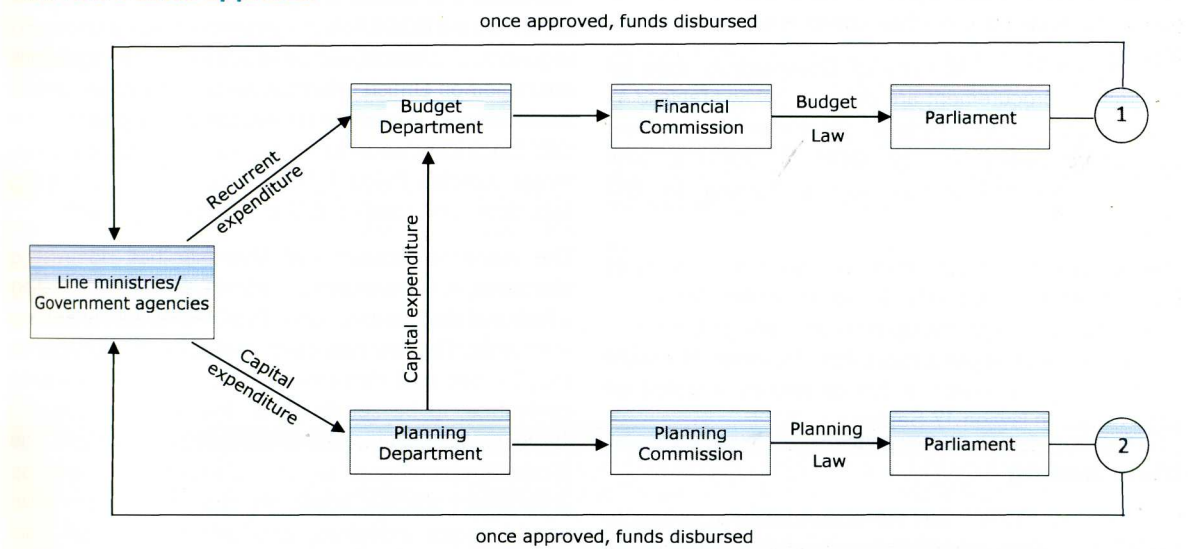 once approved, funds disbursed
Budget
Department
Financial
Commission
Budget
Law
Parliament
1
Recurrent
expenditure
Capital expenditure
Line ministries/
Government agencies
Capital
expenditure
Planning
Department
Planning
Commission
Planning
Law
Parliament
2
once approved, funds disbursed